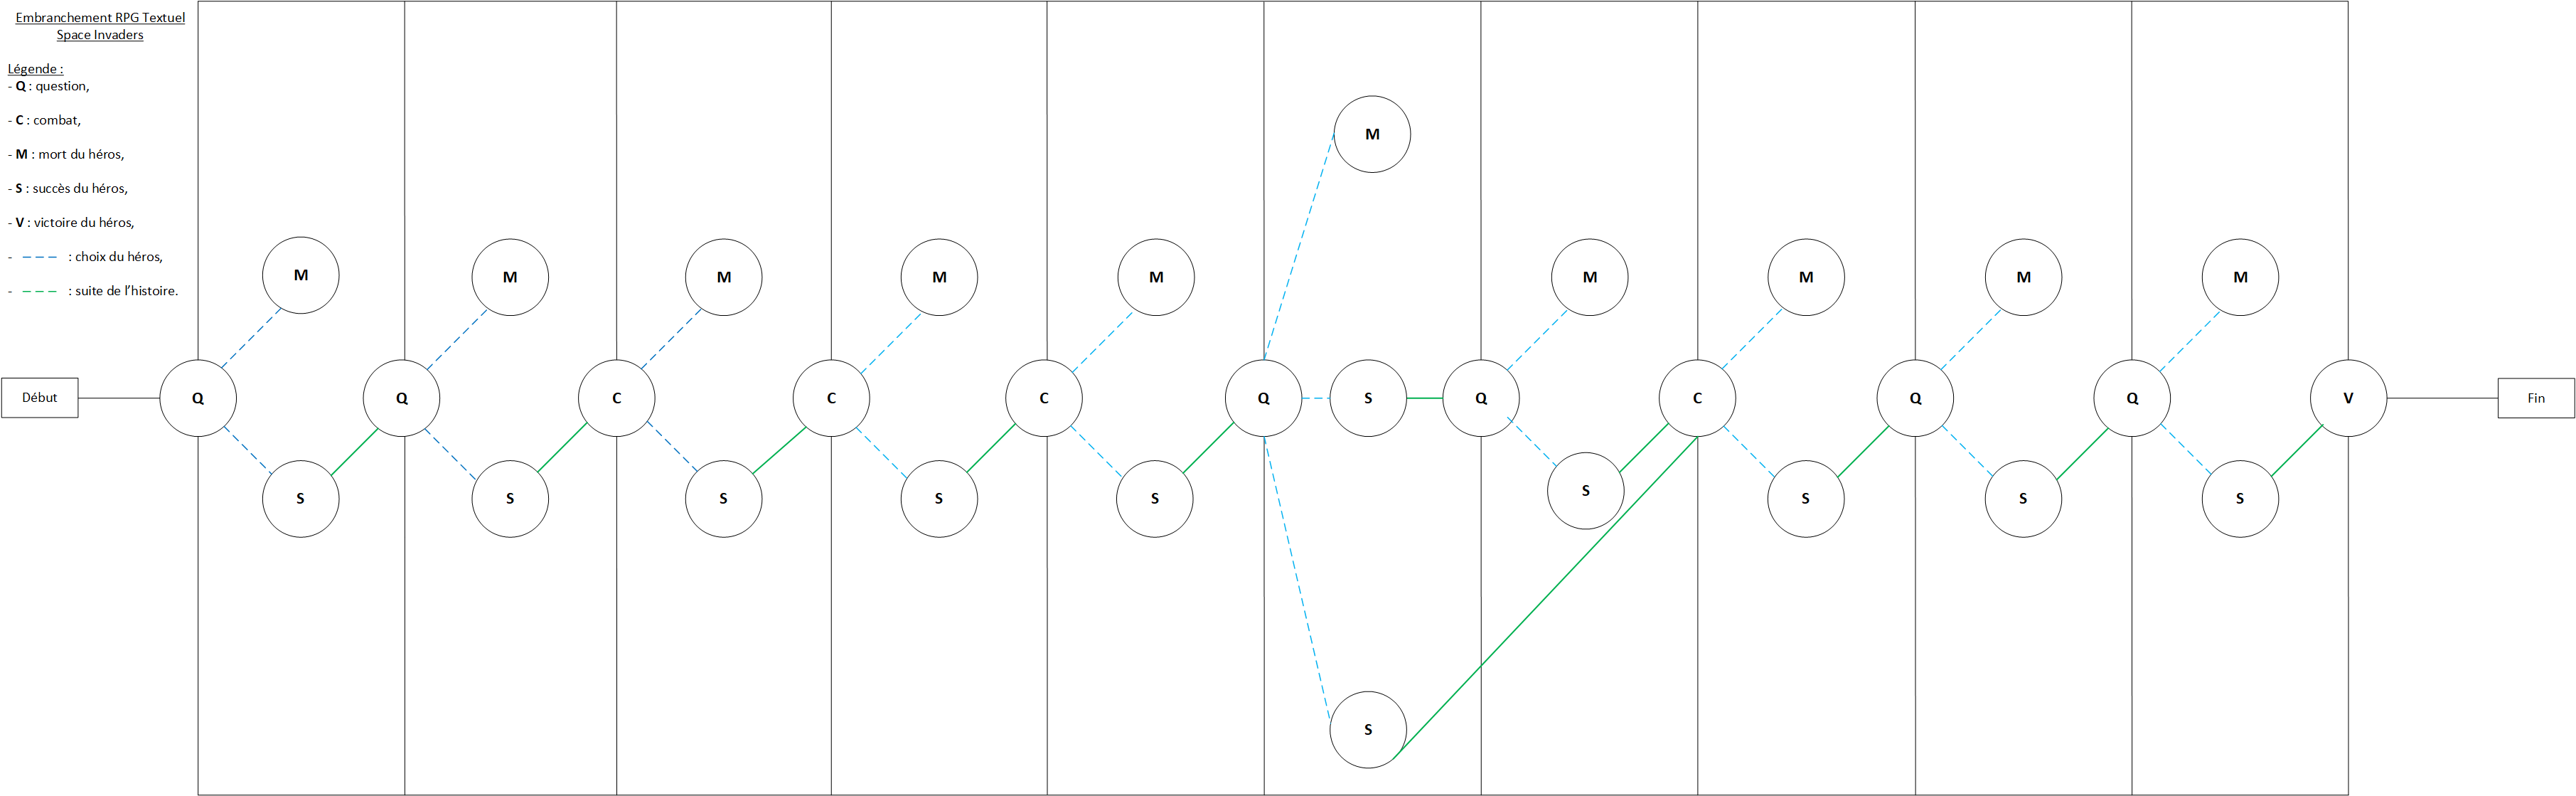 Embranchement RPG Textuel
Space Invaders
Légende :
- Q : question,
- C : combat,
- M : mort du héros,
- S : succès du héros,
- V : victoire du héros,
- : choix du héros,
- : suite de l'histoire.
M
M M M M M M M M M
Début Q Q C C C Q S Q C Q Q V Fin
S
S S S S S S S S
S